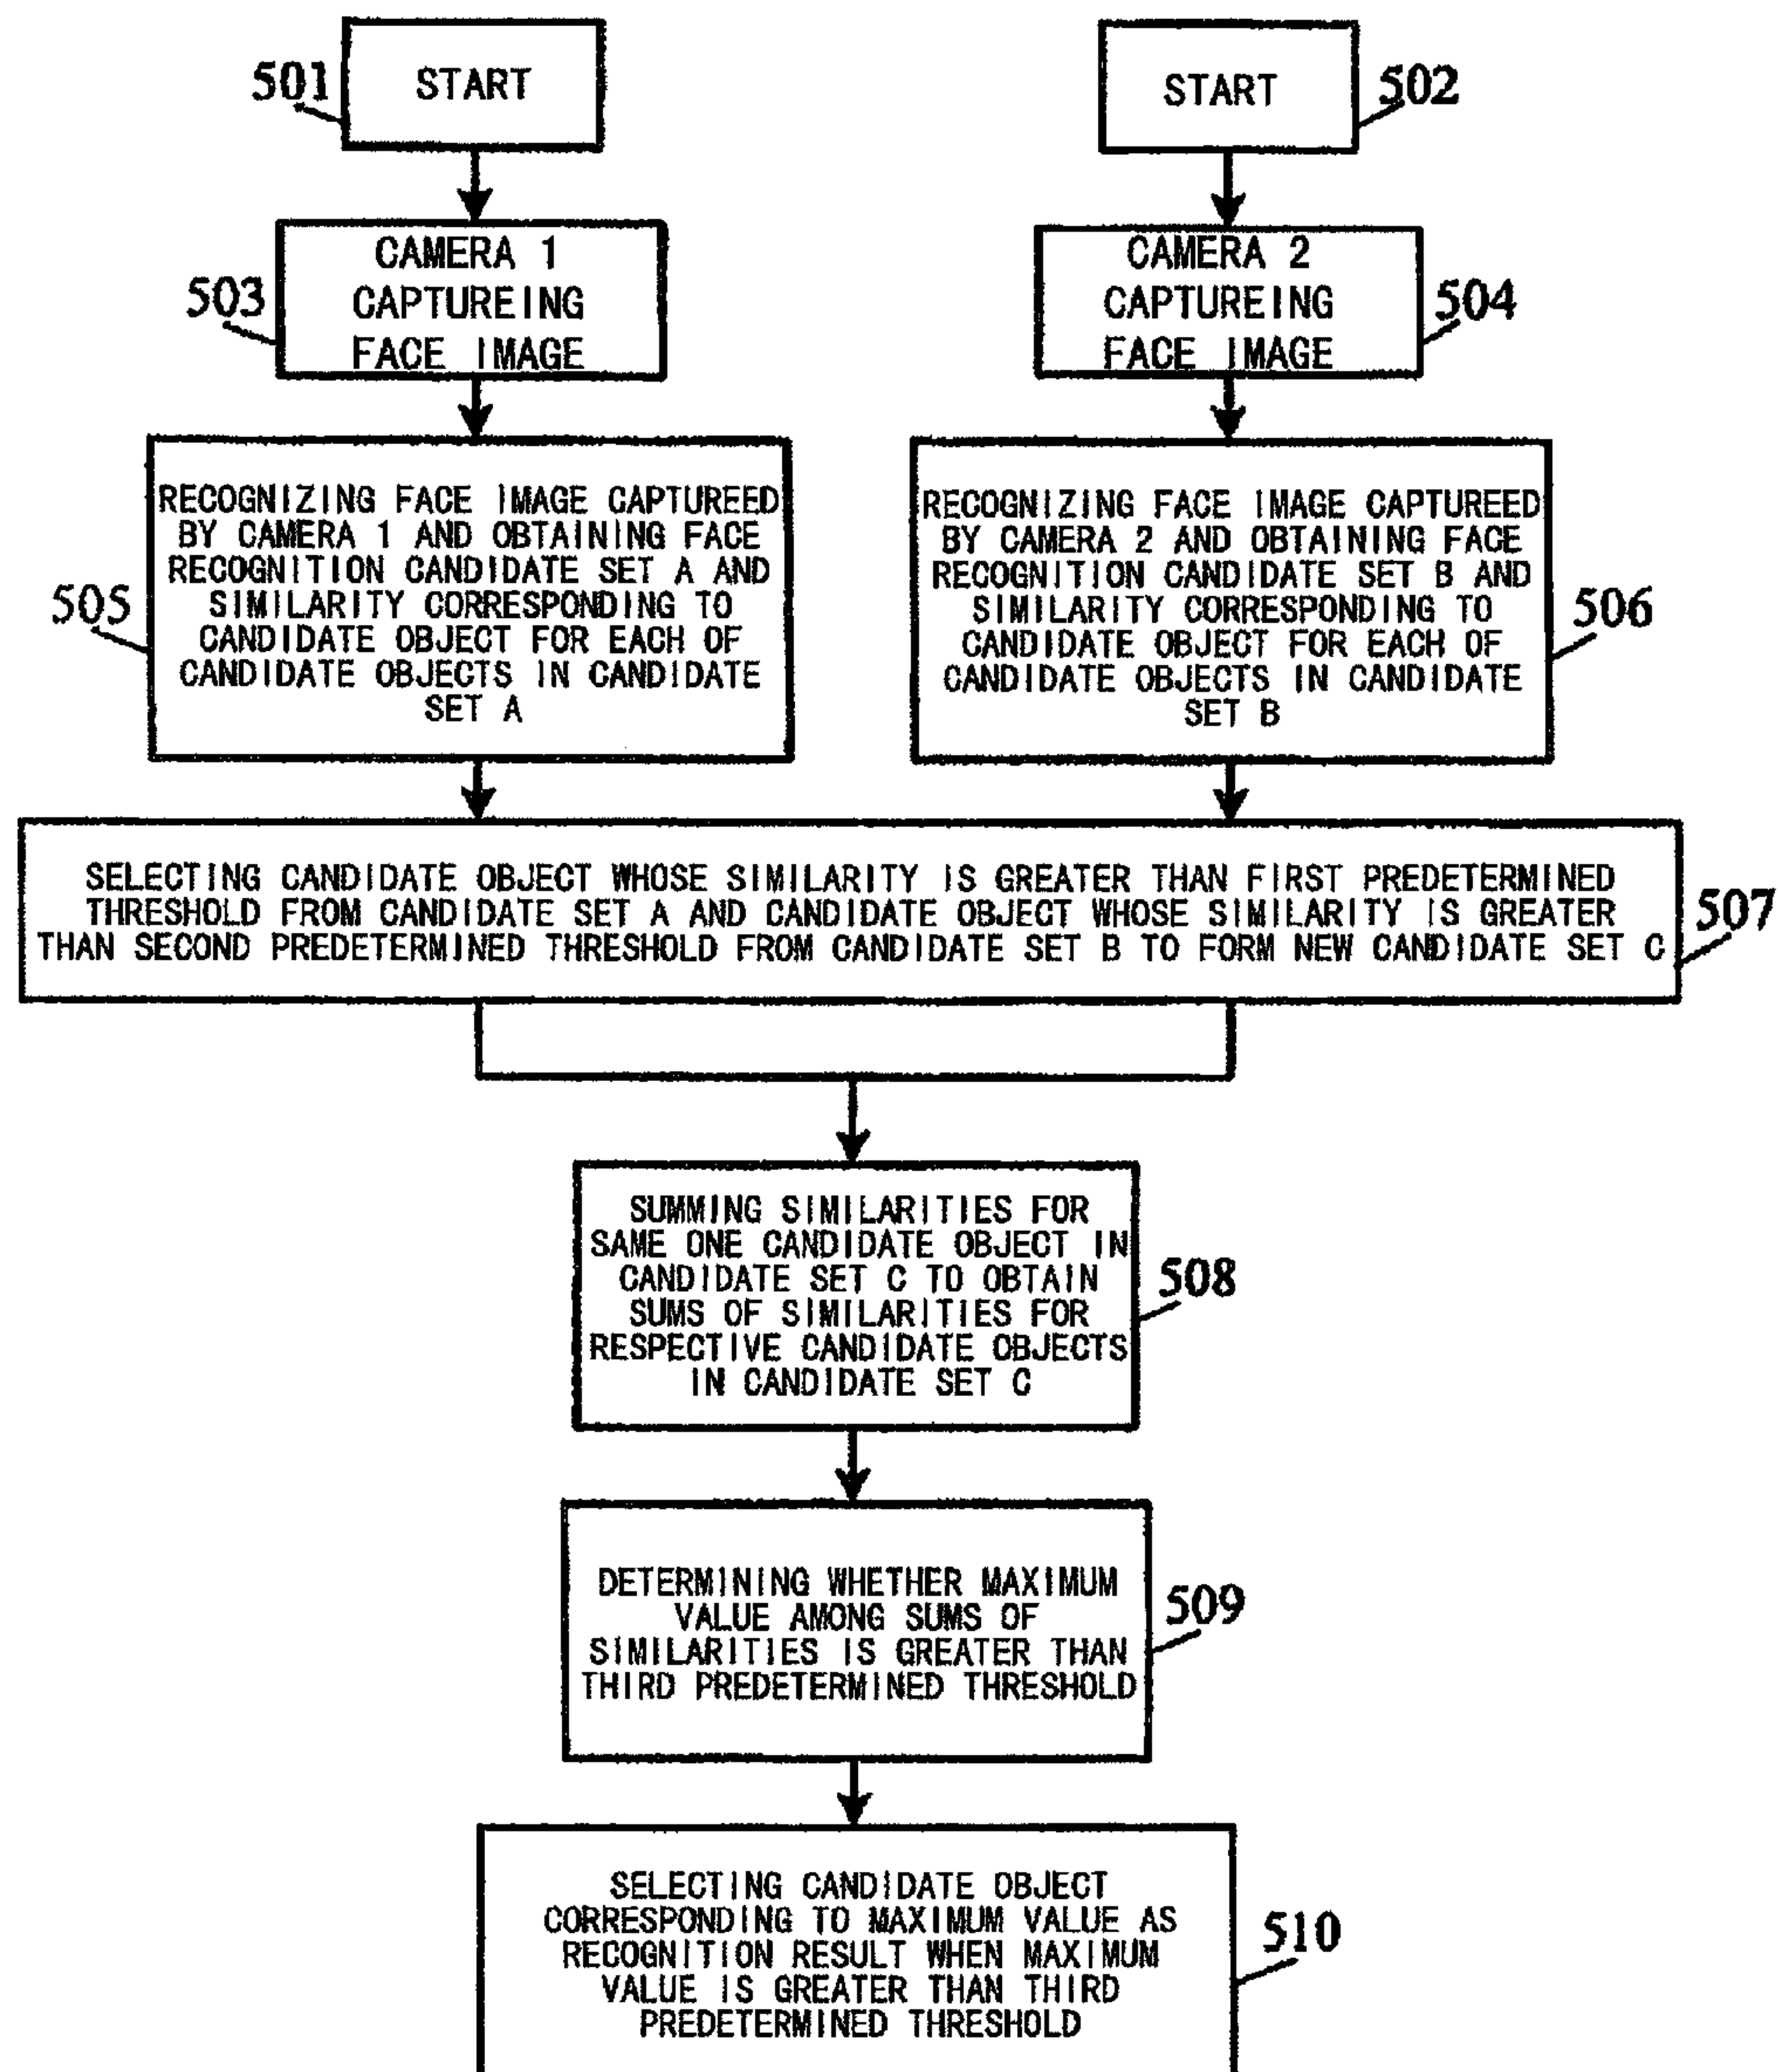 501
START
START
502
503
CAMERA 1
CAPTUREING
FACE IMAGE
CAMERA 2
CAPTUREING
FACE IMAGE
504
505
RECOGNIZING FACE IMAGE CAPTUREED
BY CAMERA 1 AND OBTAINING FACE
RECOGNITION CANDIDATE SET A AND
SIMILARITY CORRESPONDING TO
CANDIDATE OBJECT FOR EACH OF
CANDIDATE OBJECTS IN CANDIDATE
SET A
RECOGNIZING FACE IMAGE CAPTUREED
BY CAMERA 2 AND OBTAINING FACE
RECOGNITION CANDIDATE SET B AND
SIMILARITY CORRESPONDING TO
CANDIDATE OBJECT FOR EACH OF
CANDIDATE OBJECTS IN CANDIDATE
SET B
506
SELECTING CANDIDATE OBJECT WHOSE SIMILARITY IS GREATER THAN FIRST PREDETERMINED
THRESHOLD FROM CANDIDATE SET A AND CANDIDATE OBJECT WHOSE SIMILARITY IS GREATER
THAN SECOND PREDETERMINED THRESHOLD FROM CANDIDATE SET B TO FORM NEW CANDIDATE SET C
507
SUMMING SIMILARITIES FOR
SAME ONE CANDIDATE OBJECT IN
CANDIDATE SET C TO OBTAIN
SUMS OF SIMILARITIES FOR
RESPECTIVE CANDIDATE OBJECTS
IN CANDIDATE SET C
508
DETERMINING WHETHER MAXIMUM
VALUE AMONG SUMS OF
SIMILARITIES IS GREATER THAN
THIRD PREDETERMINED THRESHOLD
509
SELECTING CANDIDATE OBJECT
CORRESPONDING TO MAXIMUM VALUE AS
RECOGNITION RESULT WHEN MAXIMUM
VALUE IS GREATER THAN THIRD
PREDETERMINED THRESHOLD
510